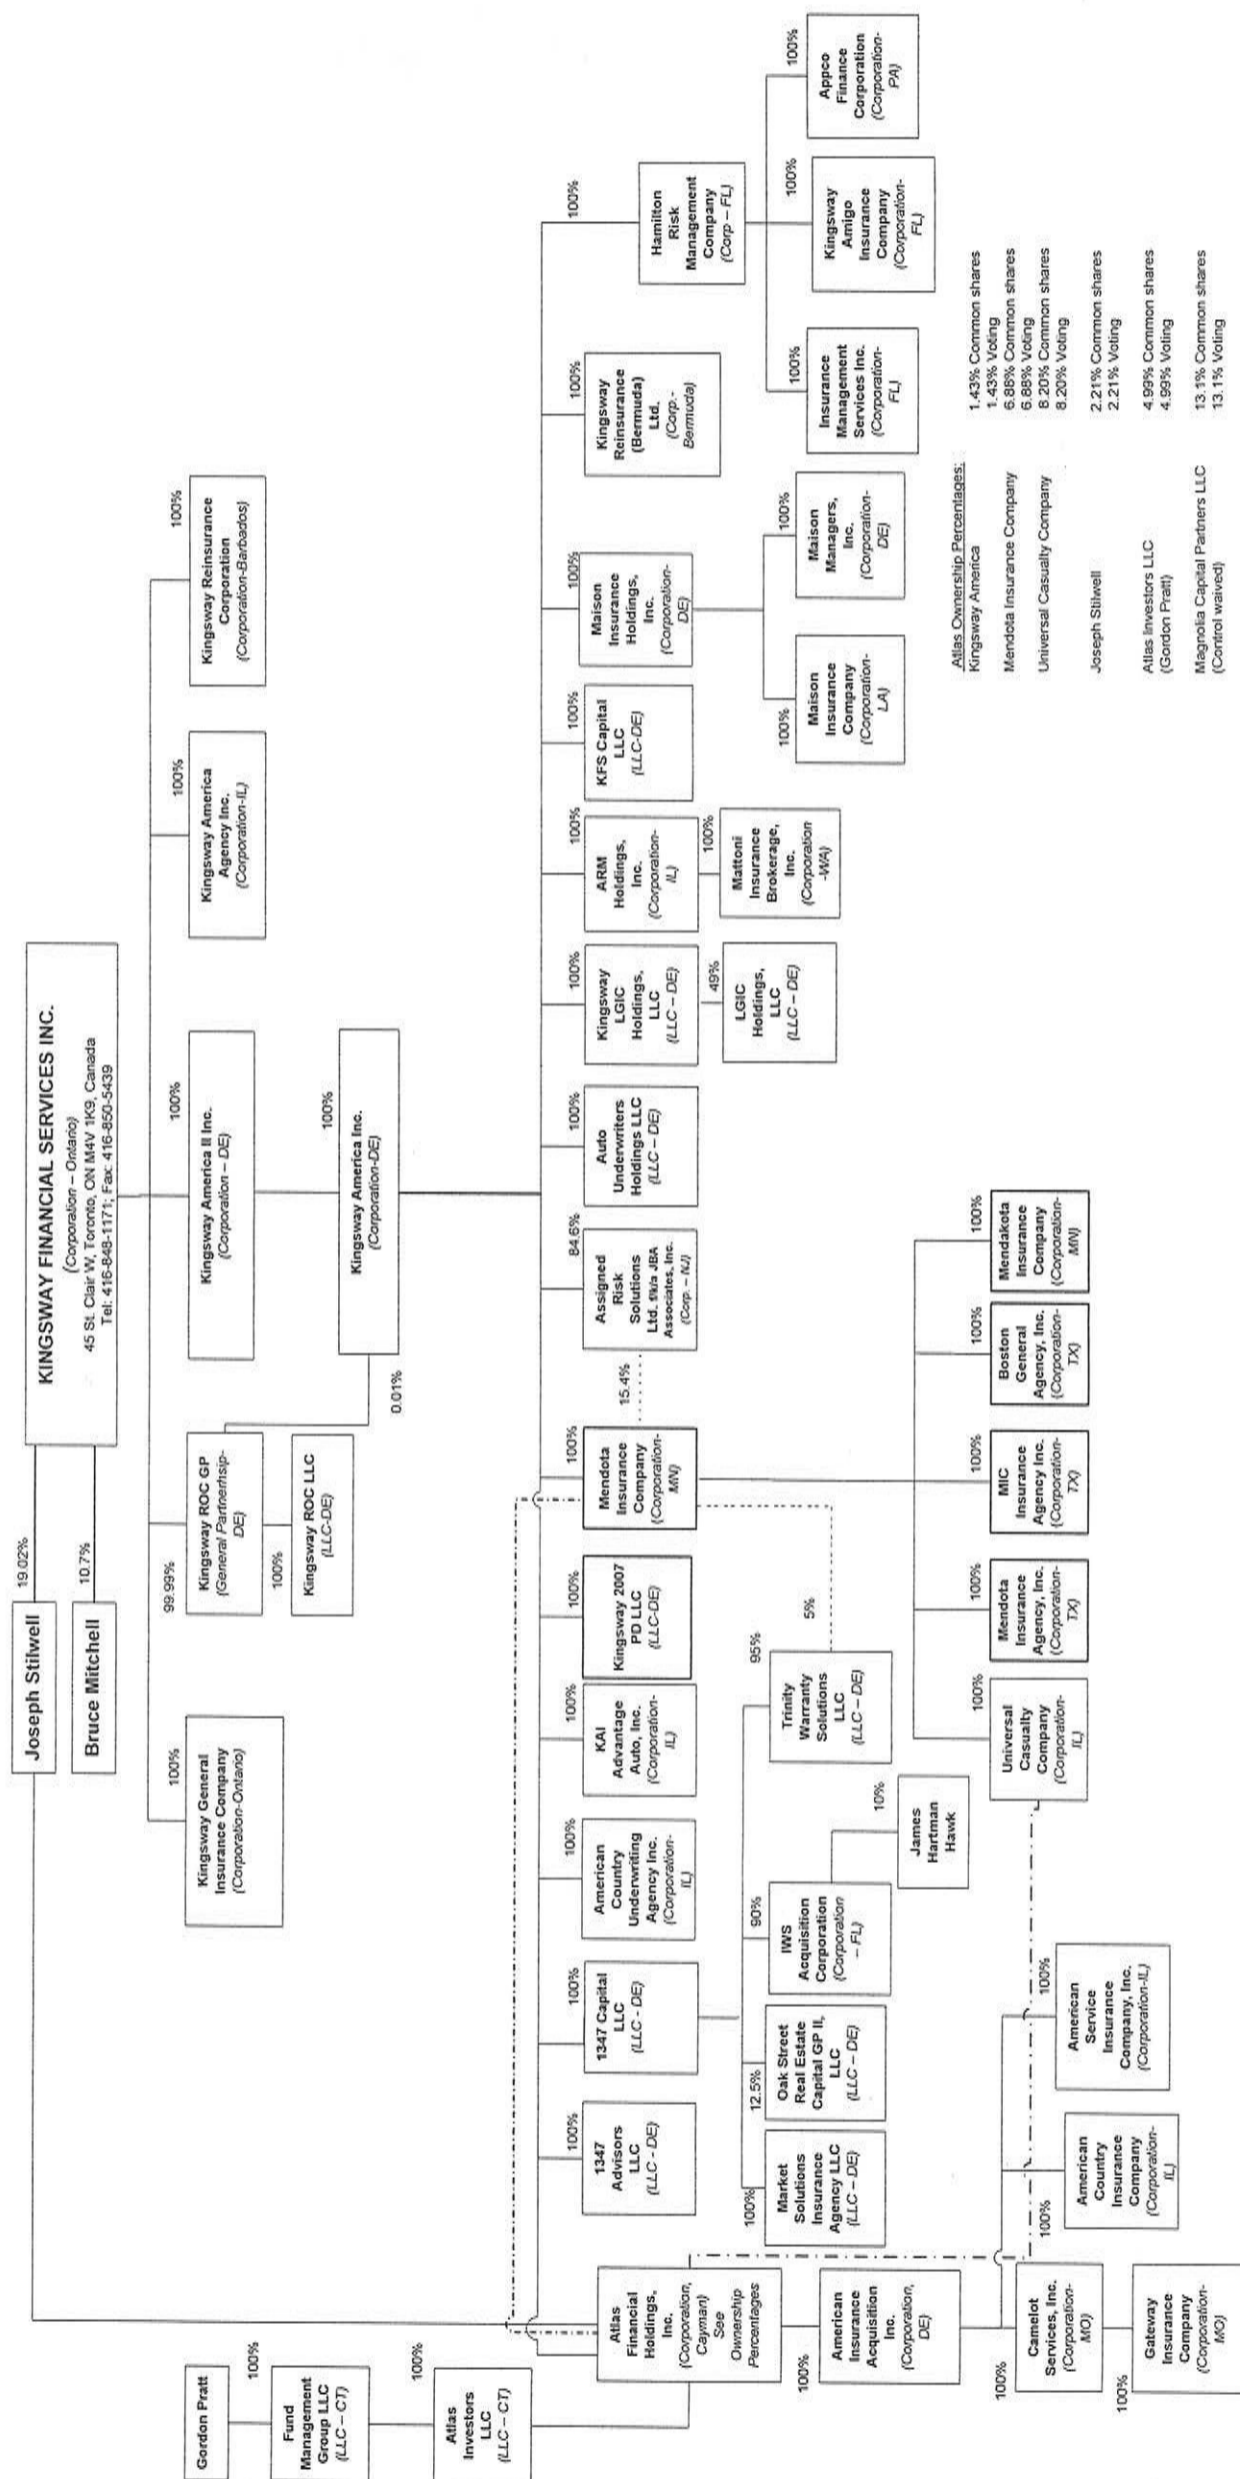 Joseph Stilwell
19.02%
Bruce Mitchell
10.7%
KINGSWAY FINANCIAL SERVICES INC.
(Corporation – Ontario)
45 St. Clair W, Toronto, ON M4V 1K9, Canada
Tel: 416-848-1171; Fax: 416-850-5439
100%
Kingsway General
Insurance Company
(Corporation-Ontario)
99.99%
Kingsway ROC GP
(General Partnerhsip-
DE)
100%
Kingsway ROC LLC
(LLC-DE)
0.01%
100%
Kingsway America II Inc.
(Corporation – DE)
100%
Kingsway America Inc.
(Corporation-DE)
100%
Kingsway America
Agency Inc.
(Corporation-IL)
100%
Kingsway Reinsurance
Corporation
(Corporation-Barbados)
Gordon Pratt
100%
Fund
Management
Group LLC
(LLC – CT)
100%
Atlas
Investors
LLC
(LLC – CT)
Atlas
Financial
Holdings,
Inc.
(Corporation,
Cayman)
See
Ownership
Percentages
100%
American
Insurance
Acquisition
Inc.
(Corporation,
DE)
100%
Camelot
Services, Inc.
(Corporation-
MO)
100%
Gateway
Insurance
Company
(Corporation-
MO)
100%
American
Country
Insurance
Company
(Corporation-
IL)
100%
American
Service
Insurance
Company, Inc.
(Corporation-IL)
100%
1347
Advisors
LLC
(LLC - DE)
100%
1347 Capital
LLC
(LLC - DE)
100%
Market
Solutions
Insurance
Agency LLC
(LLC – DE)
12.5%
Oak Street
Real Estate
Capital GP II,
LLC
(LLC – DE)
90%
IWS
Acquisition
Corporation
(Corporation
– FL)
10%
James
Hartman
Hawk
95%
Trinity
Warranty
Solutions
LLC
(LLC – DE)
5%
100%
American
Country
Underwriting
Agency Inc.
(Corporation-
IL)
100%
KAI
Advantage
Auto, Inc.
(Corporation-
IL)
100%
Kingsway 2007
PD LLC
(LLC-DE)
100%
Mendota
Insurance
Company
(Corporation-
MN)
15.4%
100%
Universal
Casualty
Company
(Corporation-
IL)
100%
Mendota
Insurance
Agency, Inc.
(Corporation-
TX)
100%
MIC
Insurance
Agency Inc.
(Corporation-
TX)
100%
Boston
General
Agency, Inc.
(Corporation-
TX)
100%
Mendakota
Insurance
Company
(Corporation-
MN)
84.6%
Assigned
Risk
Solutions
Ltd. f/k/a JBA
Associates, Inc.
(Corp. – NJ)
100%
Auto
Underwriters
Holdings LLC
(LLC – DE)
100%
Kingsway
LGIC
Holdings,
LLC
(LLC – DE)
49%
LGIC
Holdings,
LLC
(LLC – DE)
100%
ARM
Holdings,
Inc.
(Corporation-
IL)
100%
Mattoni
Insurance
Brokerage,
Inc.
(Corporation
-WA)
100%
KFS Capital
LLC
(LLC-DE)
100%
Maison
Insurance
Holdings,
Inc.
(Corporation-
DE)
100%
Maison
Insurance
Company
(Corporation-
LA)
100%
Maison
Managers,
Inc.
(Corporation-
DE)
100%
Kingsway
Reinsurance
(Bermuda)
Ltd.
(Corp.-
Bermuda)
100%
Hamilton
Risk
Management
Company
(Corp – FL)
100%
Insurance
Management
Services Inc.
(Corporation-
FL)
100%
Kingsway
Amigo
Insurance
Company
(Corporation-
FL)
100%
Appco
Finance
Corporation
(Corporation-
PA)
Atlas Ownership Percentages:
Kingsway America 1.43% Common shares
1.43% Voting
Mendota Insurance Company 6.88% Common shares
6.88% Voting
Universal Casualty Company 8.20% Common shares
8.20% Voting
Joseph Stilwell 2.21% Common shares
2.21% Voting
Atlas Investors LLC 4.99% Common shares
(Gordon Pratt) 4.99% Voting
Magnolia Capital Partners LLC 13.1% Common shares
(Control waived) 13.1% Voting